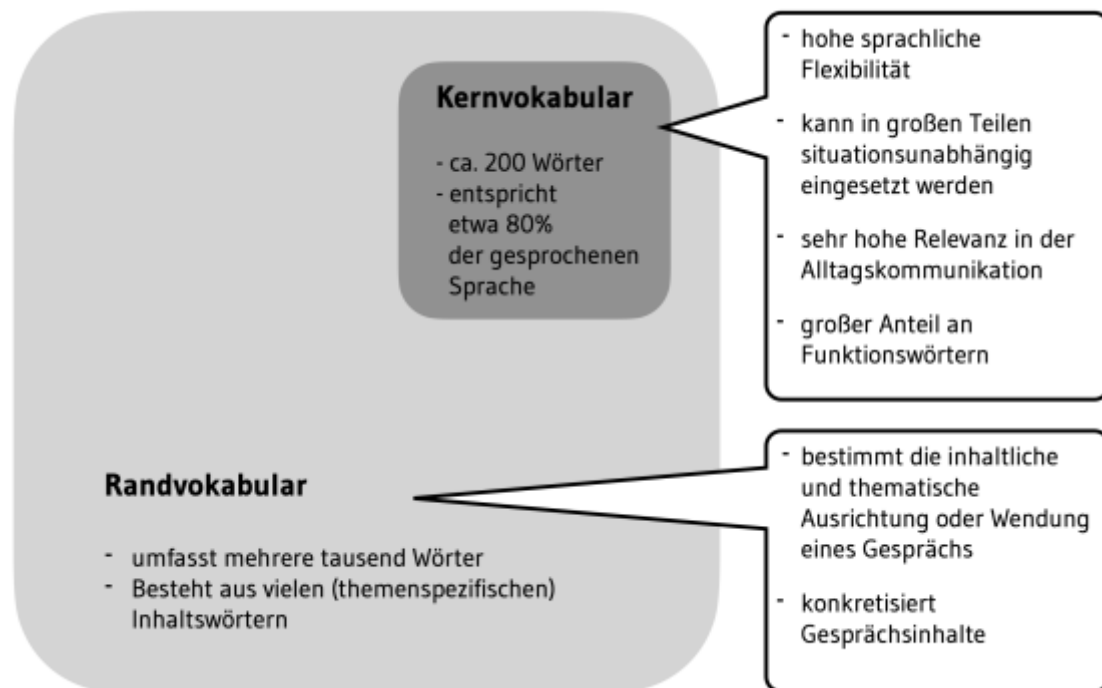 Kernvokabular
- ca. 200 Wörter
- entspricht
etwa 80%
der gesprochenen
Sprache
- hohe sprachliche
Flexibilität
- kann in großen Teilen
situationsunabhängig
eingesetzt werden
- sehr hohe Relevanz in der
Alltagskommunikation
- großer Anteil an
Funktionswörtern
Randvokabular
- umfasst mehrere tausend Wörter
- Besteht aus vielen (themenspezifischen)
Inhaltswörtern
- bestimmt die inhaltliche
und thematische
Ausrichtung oder Wendung
eines Gesprächs
- konkretisiert
Gesprächsinhalte